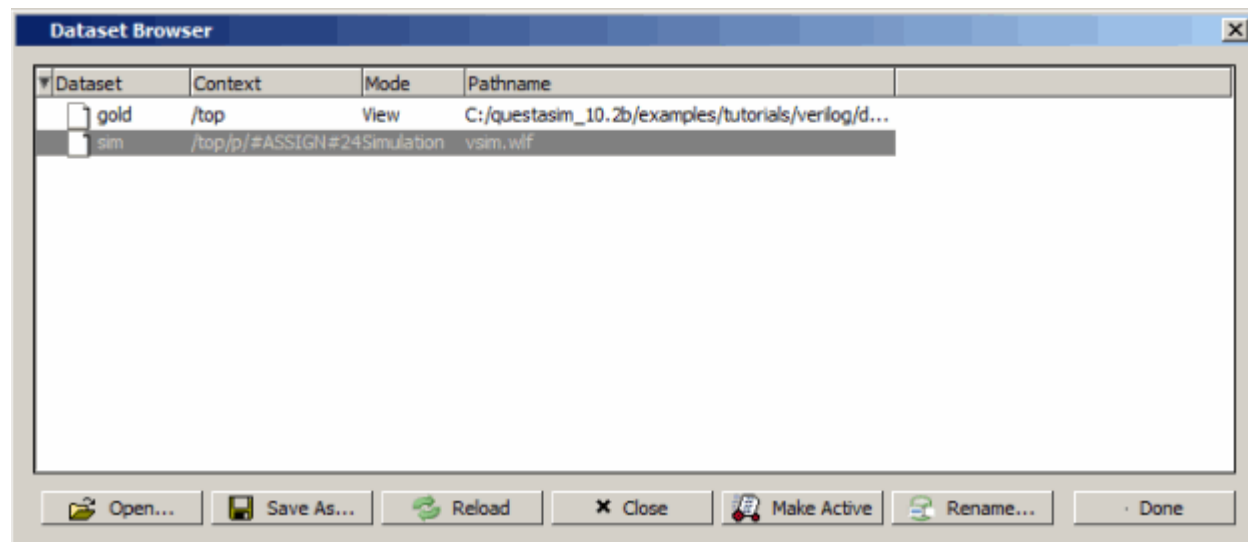 Dataset Browser
Dataset Context Mode Pathname
gold /top View C:/questasim_10.2b/examples/tutorials/verilog/d...
sim /top/p/#ASSIGN#24Simulation vsim.wlf
Open... Save As... Reload Close Make Active Rename... Done